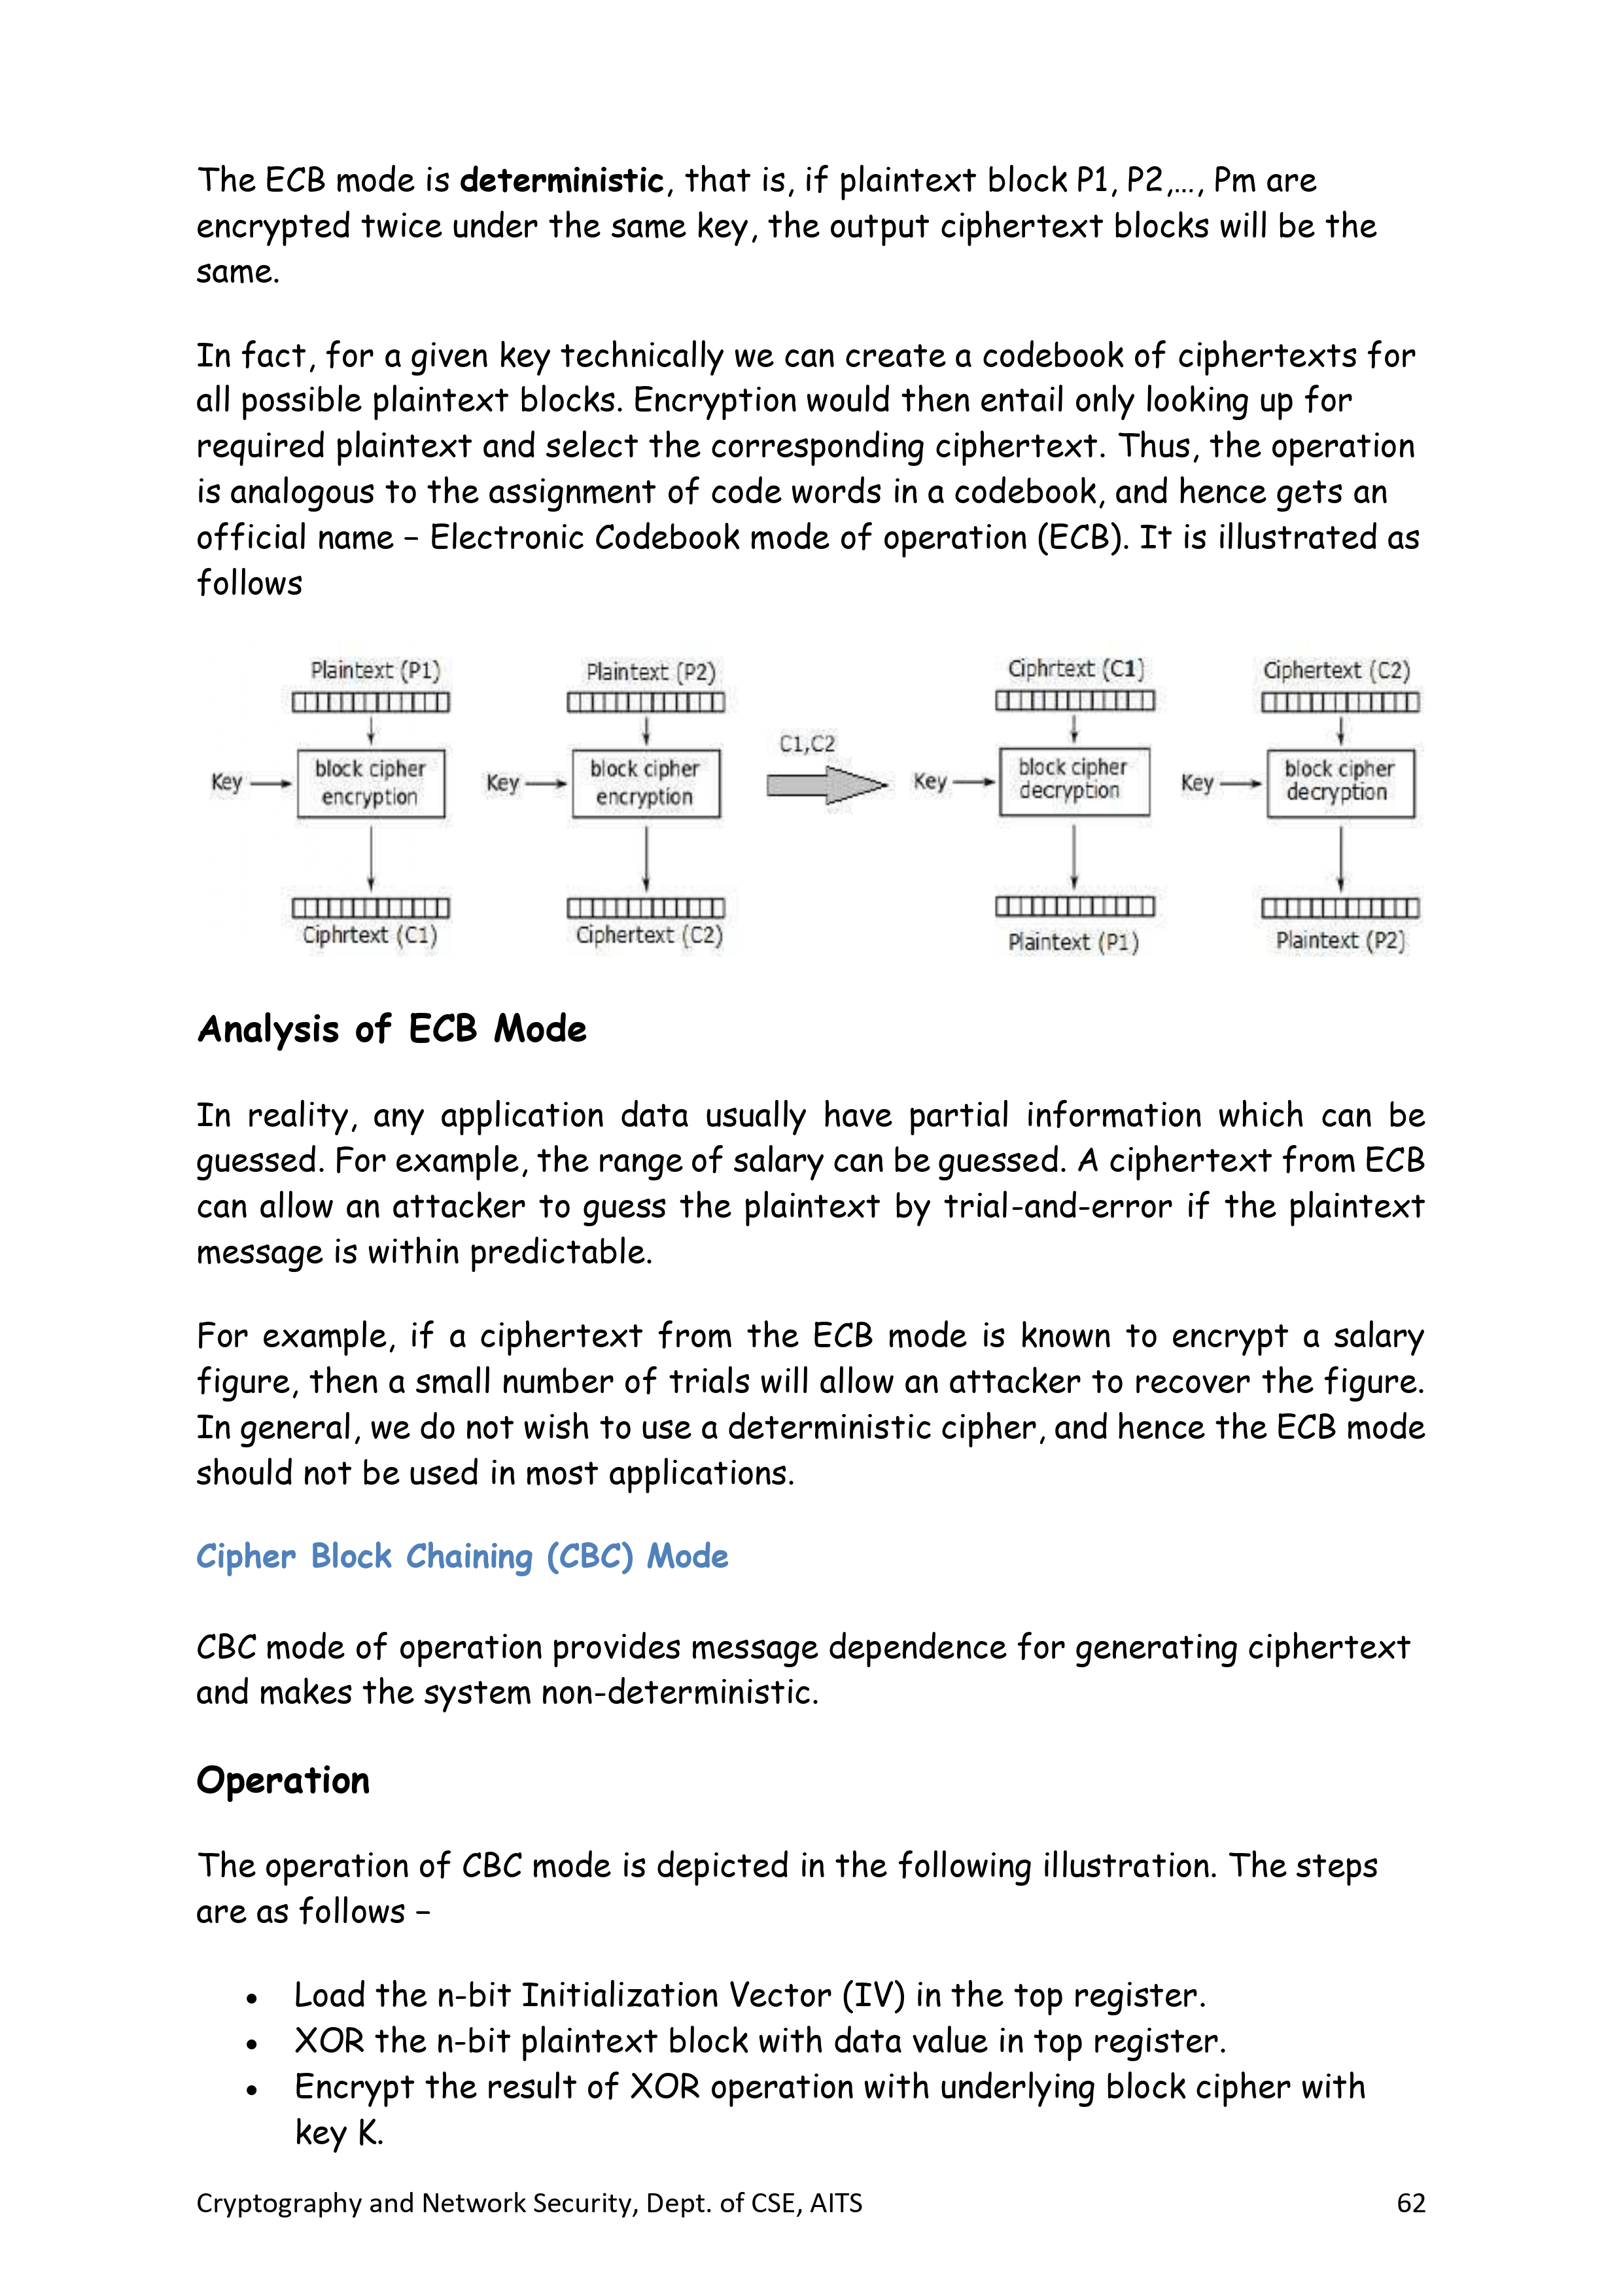 The ECB mode is deterministic, that is, if plaintext block P1, P2,…, Pm are
encrypted twice under the same key, the output ciphertext blocks will be the
same.
In fact, for a given key technically we can create a codebook of ciphertexts for
all possible plaintext blocks. Encryption would then entail only looking up for
required plaintext and select the corresponding ciphertext. Thus, the operation
is analogous to the assignment of code words in a codebook, and hence gets an
official name – Electronic Codebook mode of operation (ECB). It is illustrated as
follows
Plaintext (P1)
Key
block cipher
encryption
Ciphrtext (C1)
Plaintext (P2)
Key
block cipher
encryption
Ciphertext (C2)
C1,C2
Ciphrtext (C1)
Key
block cipher
decryption
Plaintext (P1)
Ciphertext (C2)
Key
block cipher
decryption
Plaintext (P2)
Analysis of ECB Mode
In reality, any application data usually have partial information which can be
guessed. For example, the range of salary can be guessed. A ciphertext from ECB
can allow an attacker to guess the plaintext by trial-and-error if the plaintext
message is within predictable.
For example, if a ciphertext from the ECB mode is known to encrypt a salary
figure, then a small number of trials will allow an attacker to recover the figure.
In general, we do not wish to use a deterministic cipher, and hence the ECB mode
should not be used in most applications.
Cipher Block Chaining (CBC) Mode
CBC mode of operation provides message dependence for generating ciphertext
and makes the system non-deterministic.
Operation
The operation of CBC mode is depicted in the following illustration. The steps
are as follows –
• Load the n-bit Initialization Vector (IV) in the top register.
• XOR the n-bit plaintext block with data value in top register.
• Encrypt the result of XOR operation with underlying block cipher with
key K.
Cryptography and Network Security, Dept. of CSE, AITS 62